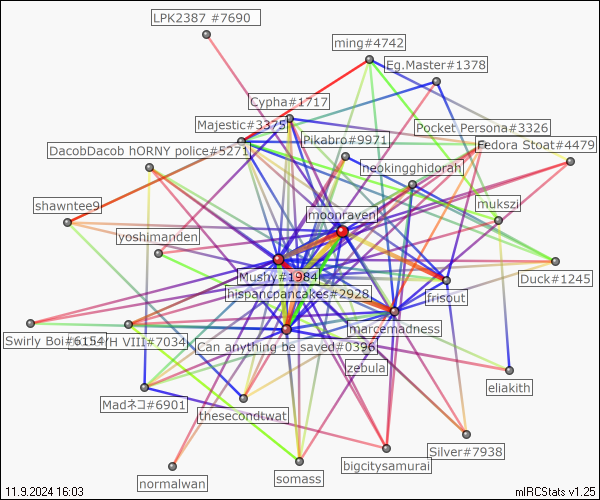 LPK2387 #7690
ming#4742
Eg.Master#1378
Cypha#1717
Majestic#3375
Pocket Persona#3326
Pikabro#9971
Fedora Stoat#4479
DacobDacob hORNY police#5271
neokingghidorah
shawntee9
mukszi
moonraven
yoshimanden
Mushy#1984
Duck#1245
hispancpancakes#2928
frisout
marcemadness
Swirly Boi#6154
VIII#7034
Can anything be saved#0396
zebula
eliakith
Madネコ#6901
thesecondtwat
Silver#7938
bigcitysamurai
somass
normalwan
11.9.2024 16:03
mIRCStats v1.25